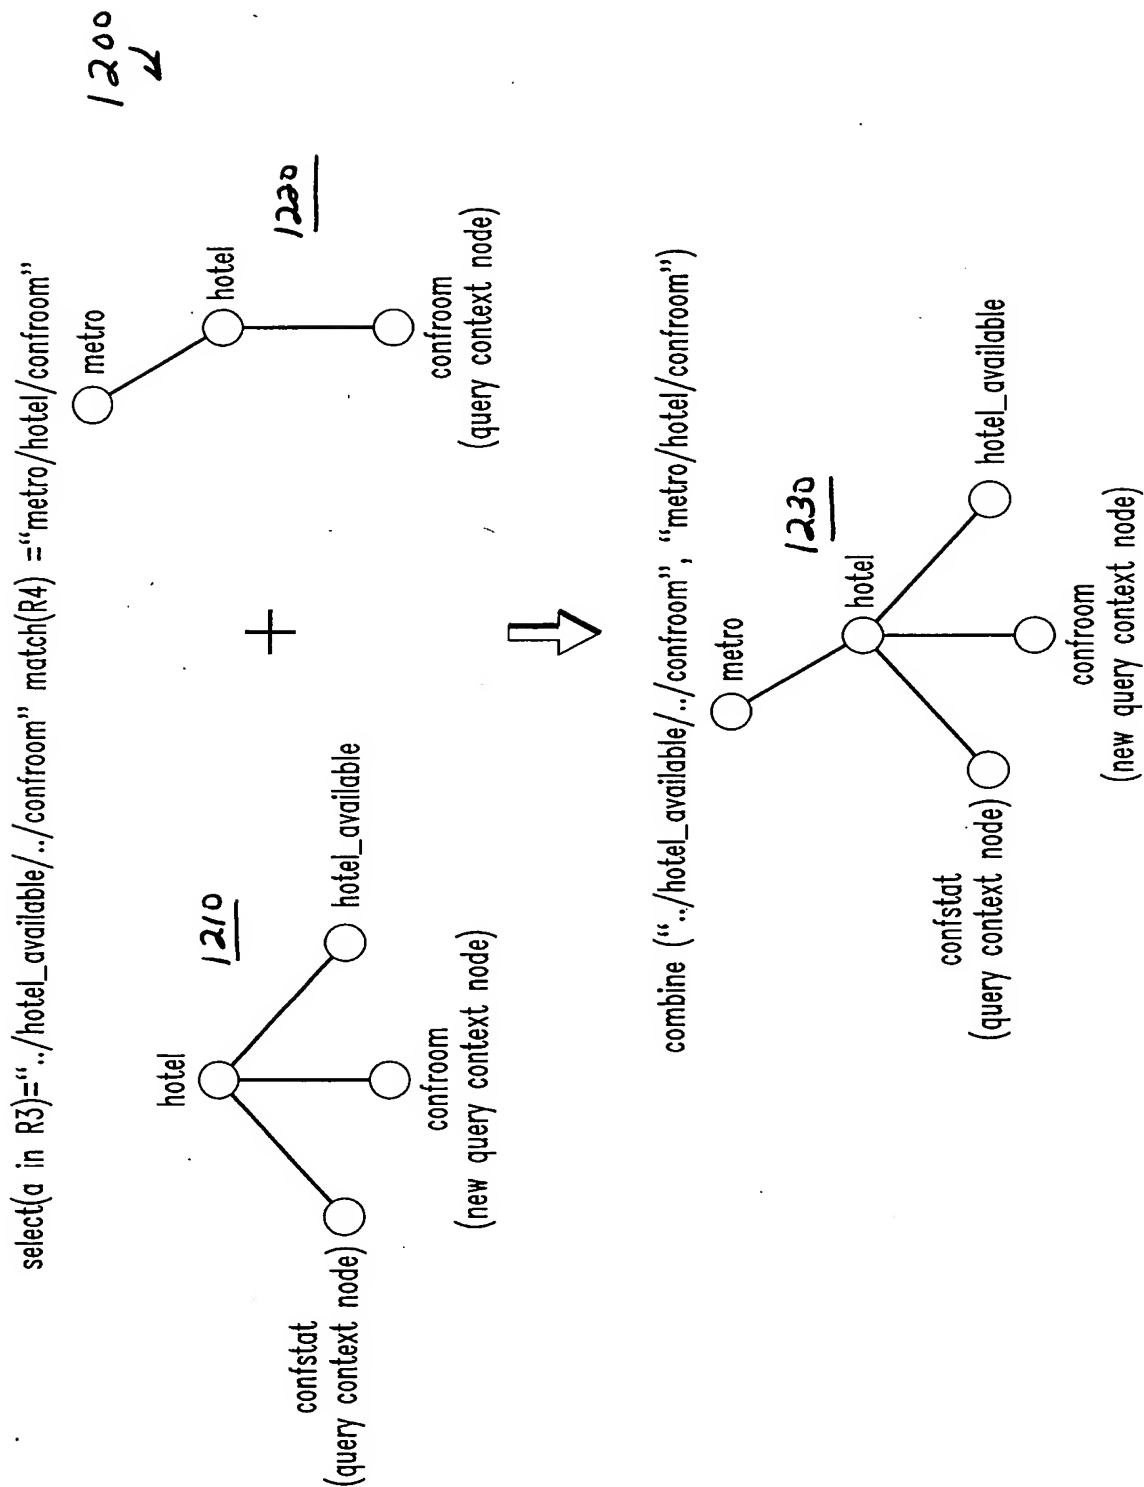 1200
select(a in R3)=“../hotel_available/../confroom” match(R4) =“metro/hotel/confroom”
1210
hotel
hotel_available
confroom
(new query context node)
confstat
(query context node)
+
metro
hotel
1220
confroom
(query context node)
combine (“../hotel_available/../confroom”, “metro/hotel/confroom”)
metro
1230
hotel
hotel_available
confroom
(new query context node)
confstat
(query context node)